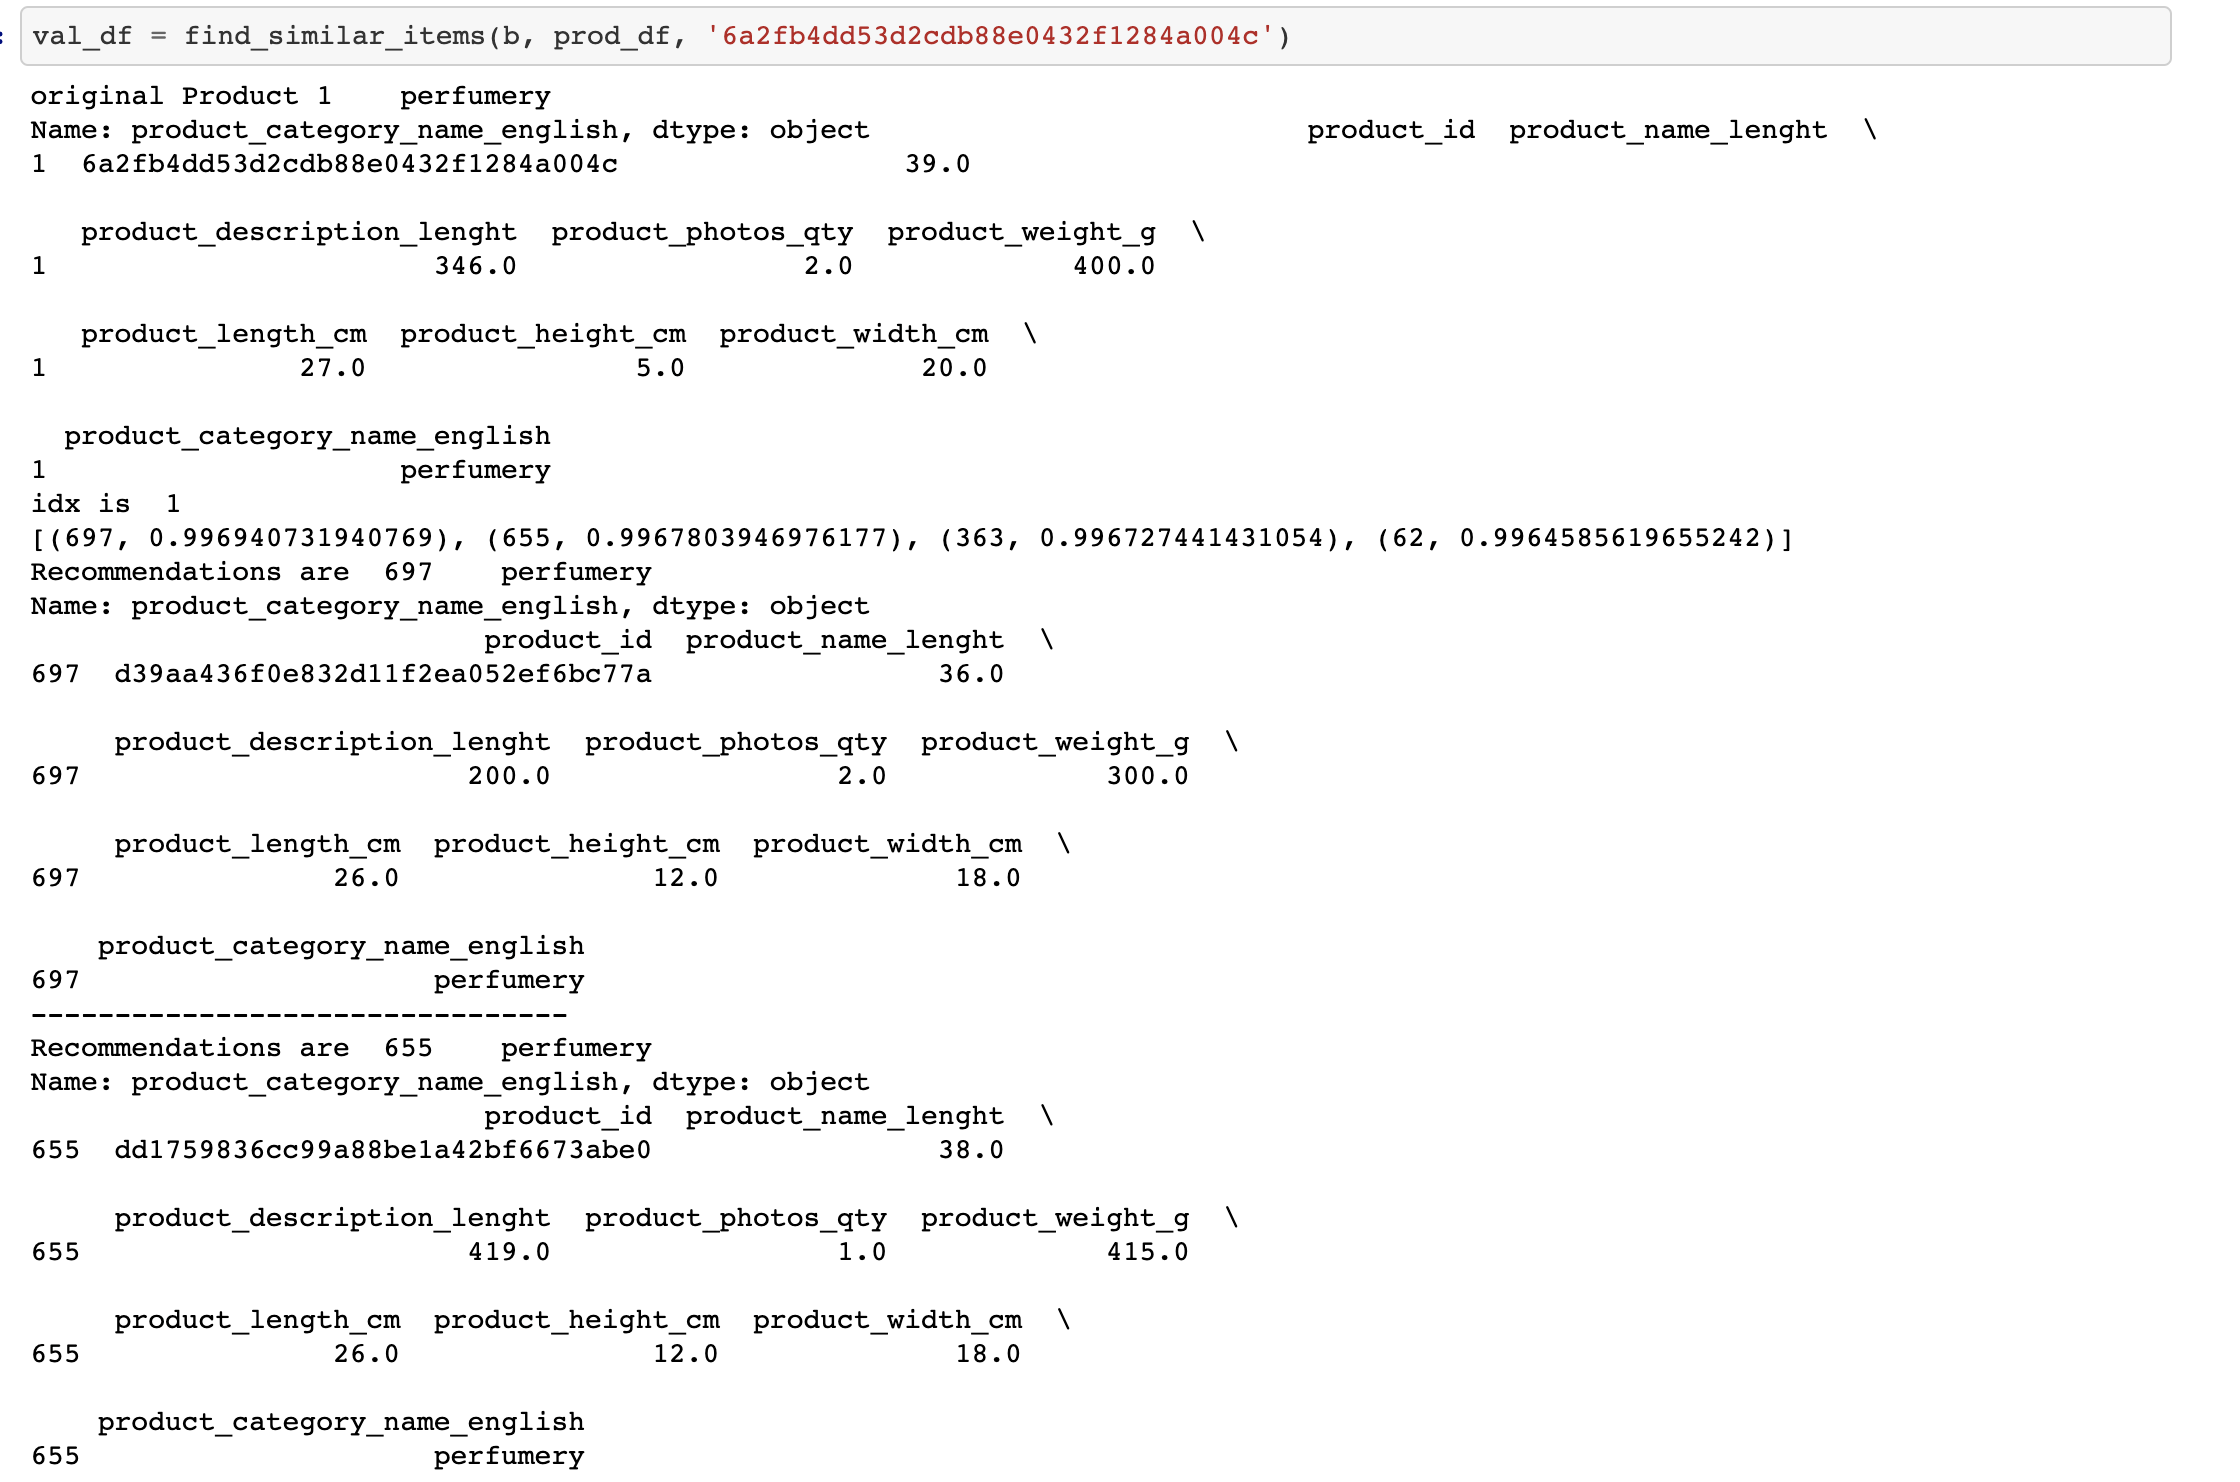 val_df = find_similar_items(b, prod_df, '6a2fb4dd53d2cdb88e0432f1284a004c')
original Product 1    perfumery
Name: product_category_name_english, dtype: object                          product_id  product_name_lenght  \
1  6a2fb4dd53d2cdb88e0432f1284a004c                 39.0
   product_description_lenght  product_photos_qty  product_weight_g  \
1                       346.0                 2.0             400.0
   product_length_cm  product_height_cm  product_width_cm  \
1               27.0                5.0              20.0
  product_category_name_english
1                     perfumery
idx is  1
[(697, 0.996940731940769), (655, 0.9967803946976177), (363, 0.996727441431054), (62, 0.9964585619655242)]
Recommendations are  697    perfumery
Name: product_category_name_english, dtype: object
                           product_id  product_name_lenght  \
697  d39aa436f0e832d11f2ea052ef6bc77a                 36.0
     product_description_lenght  product_photos_qty  product_weight_g  \
697                       200.0                 2.0             300.0
     product_length_cm  product_height_cm  product_width_cm  \
697               26.0               12.0              18.0
    product_category_name_english
697                     perfumery
--------------------------------
Recommendations are  655    perfumery
Name: product_category_name_english, dtype: object
                           product_id  product_name_lenght  \
655  dd1759836cc99a88be1a42bf6673abe0                 38.0
     product_description_lenght  product_photos_qty  product_weight_g  \
655                       419.0                 1.0             415.0
     product_length_cm  product_height_cm  product_width_cm  \
655               26.0               12.0              18.0
    product_category_name_english
655                     perfumery